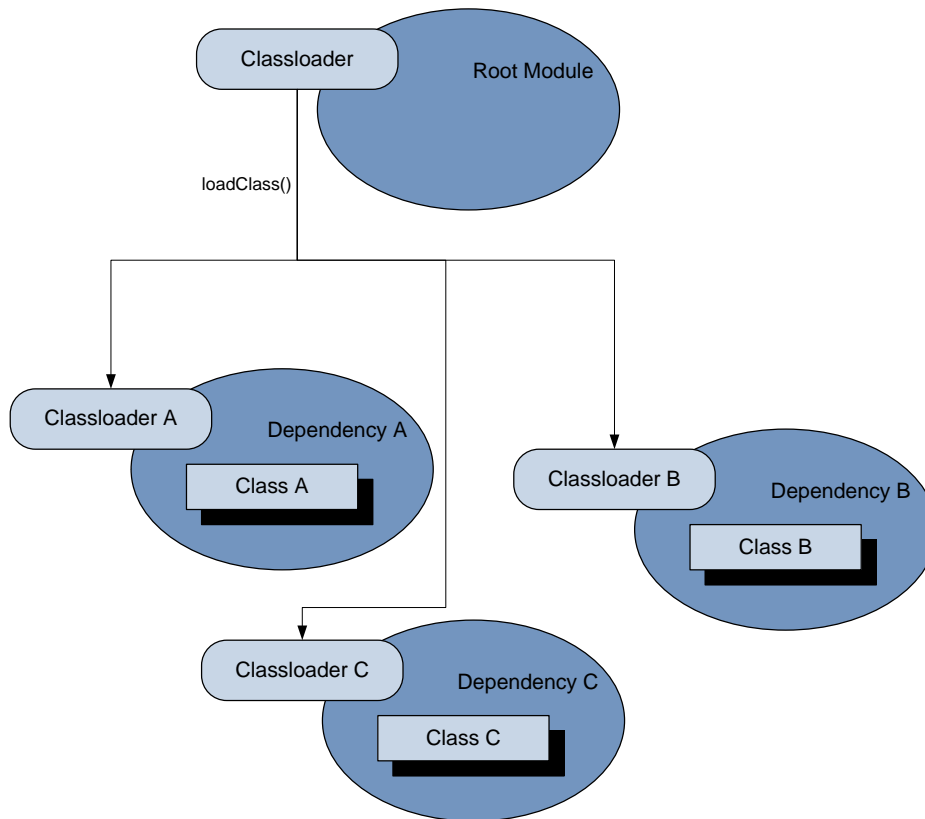 Classloader
Root Module
loadClass()
Classloader A
Dependency A
Class A
Classloader B
Dependency B
Class B
Classloader C
Dependency C
Class C